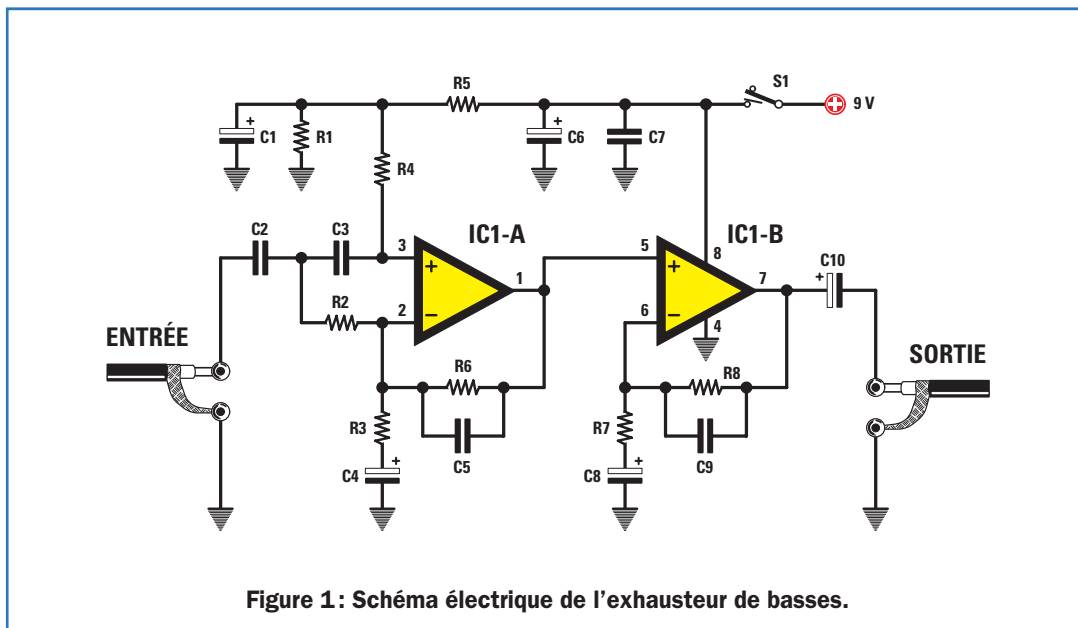 R5
S1
9 V
C1
R1
R4
C6
C7
C2
C3
IC1-A
IC1-B
C10
3
5
8
1
7
R2
2
6
4
ENTRÉE
SORTIE
R6
R8
R3
R7
C5
C9
C4
C8
+
+
+
+
+
+
−
+
−
Figure 1: Schéma électrique de l'exhausteur de basses.